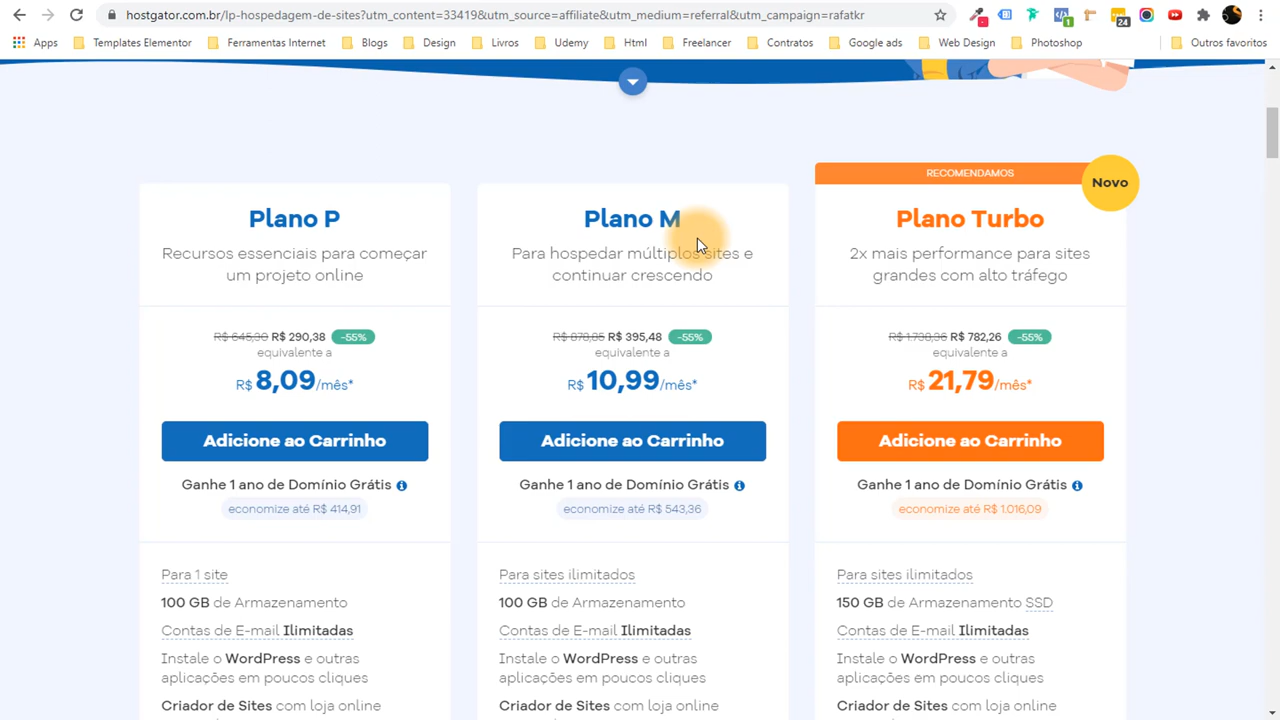 hostgator.com.br/lp-hospedagem-de-sites?utm_content=33419&utm_source=affiliate&utm_medium=referral&utm_campaign=rafatkr
1
24
Apps Templates Elementor Ferramentas Internet Blogs Design Livros Udemy Html Freelancer Contratos Google ads Web Design Photoshop Outros favoritos
Plano P
Recursos essenciais para começar
um projeto online
R$ 645,30 R$ 290,38 -55%
equivalente a
R$ 8,09/mês*
Adicione ao Carrinho
Ganhe 1 ano de Domínio Grátis
economize até R$ 414,91
Para 1 site
100 GB de Armazenamento
Contas de E-mail Ilimitadas
Instale o WordPress e outras
aplicações em poucos cliques
Criador de Sites com loja online
Plano M
Para hospedar múltiplos sites e
continuar crescendo
R$ 878,85 R$ 395,48 -55%
equivalente a
R$ 10,99/mês*
Adicione ao Carrinho
Ganhe 1 ano de Domínio Grátis
economize até R$ 543,36
Para sites ilimitados
100 GB de Armazenamento
Contas de E-mail Ilimitadas
Instale o WordPress e outras
aplicações em poucos cliques
Criador de Sites com loja online
RECOMENDAMOS
Novo
Plano Turbo
2x mais performance para sites
grandes com alto tráfego
R$ 1.738,36 R$ 782,26 -55%
equivalente a
R$ 21,79/mês*
Adicione ao Carrinho
Ganhe 1 ano de Domínio Grátis
economize até R$ 1.016,09
Para sites ilimitados
150 GB de Armazenamento SSD
Contas de E-mail Ilimitadas
Instale o WordPress e outras
aplicações em poucos cliques
Criador de Sites com loja online